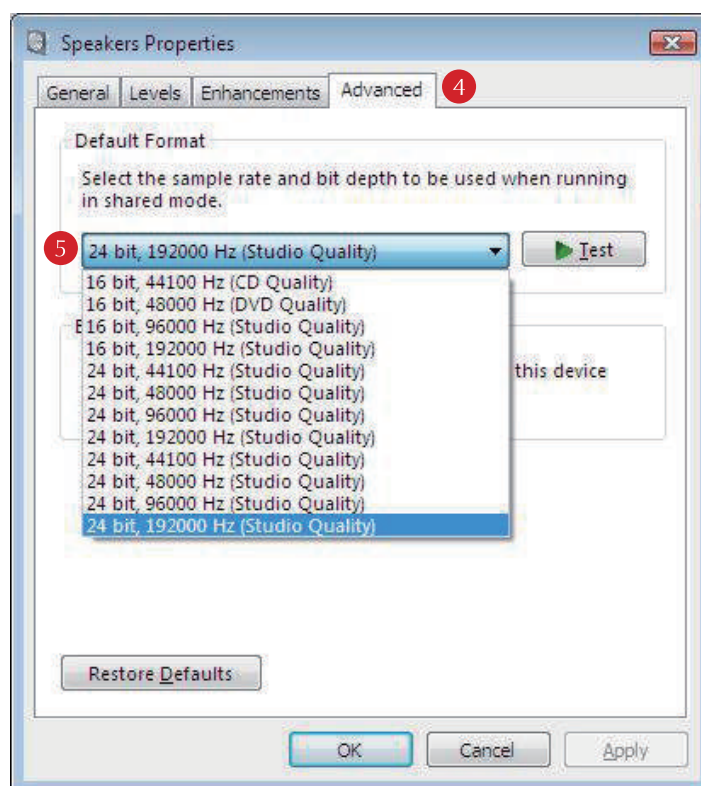 Speakers Properties
General Levels Enhancements Advanced 4
Default Format
Select the sample rate and bit depth to be used when running
in shared mode.
5 24 bit, 192000 Hz (Studio Quality) Test
16 bit, 44100 Hz (CD Quality)
16 bit, 48000 Hz (DVD Quality)
E16 bit, 96000 Hz (Studio Quality)
16 bit, 192000 Hz (Studio Quality)
24 bit, 44100 Hz (Studio Quality) this device
24 bit, 48000 Hz (Studio Quality)
24 bit, 96000 Hz (Studio Quality)
24 bit, 192000 Hz (Studio Quality)
24 bit, 44100 Hz (Studio Quality)
24 bit, 48000 Hz (Studio Quality)
24 bit, 96000 Hz (Studio Quality)
24 bit, 192000 Hz (Studio Quality)
Restore Defaults
OK Cancel Apply